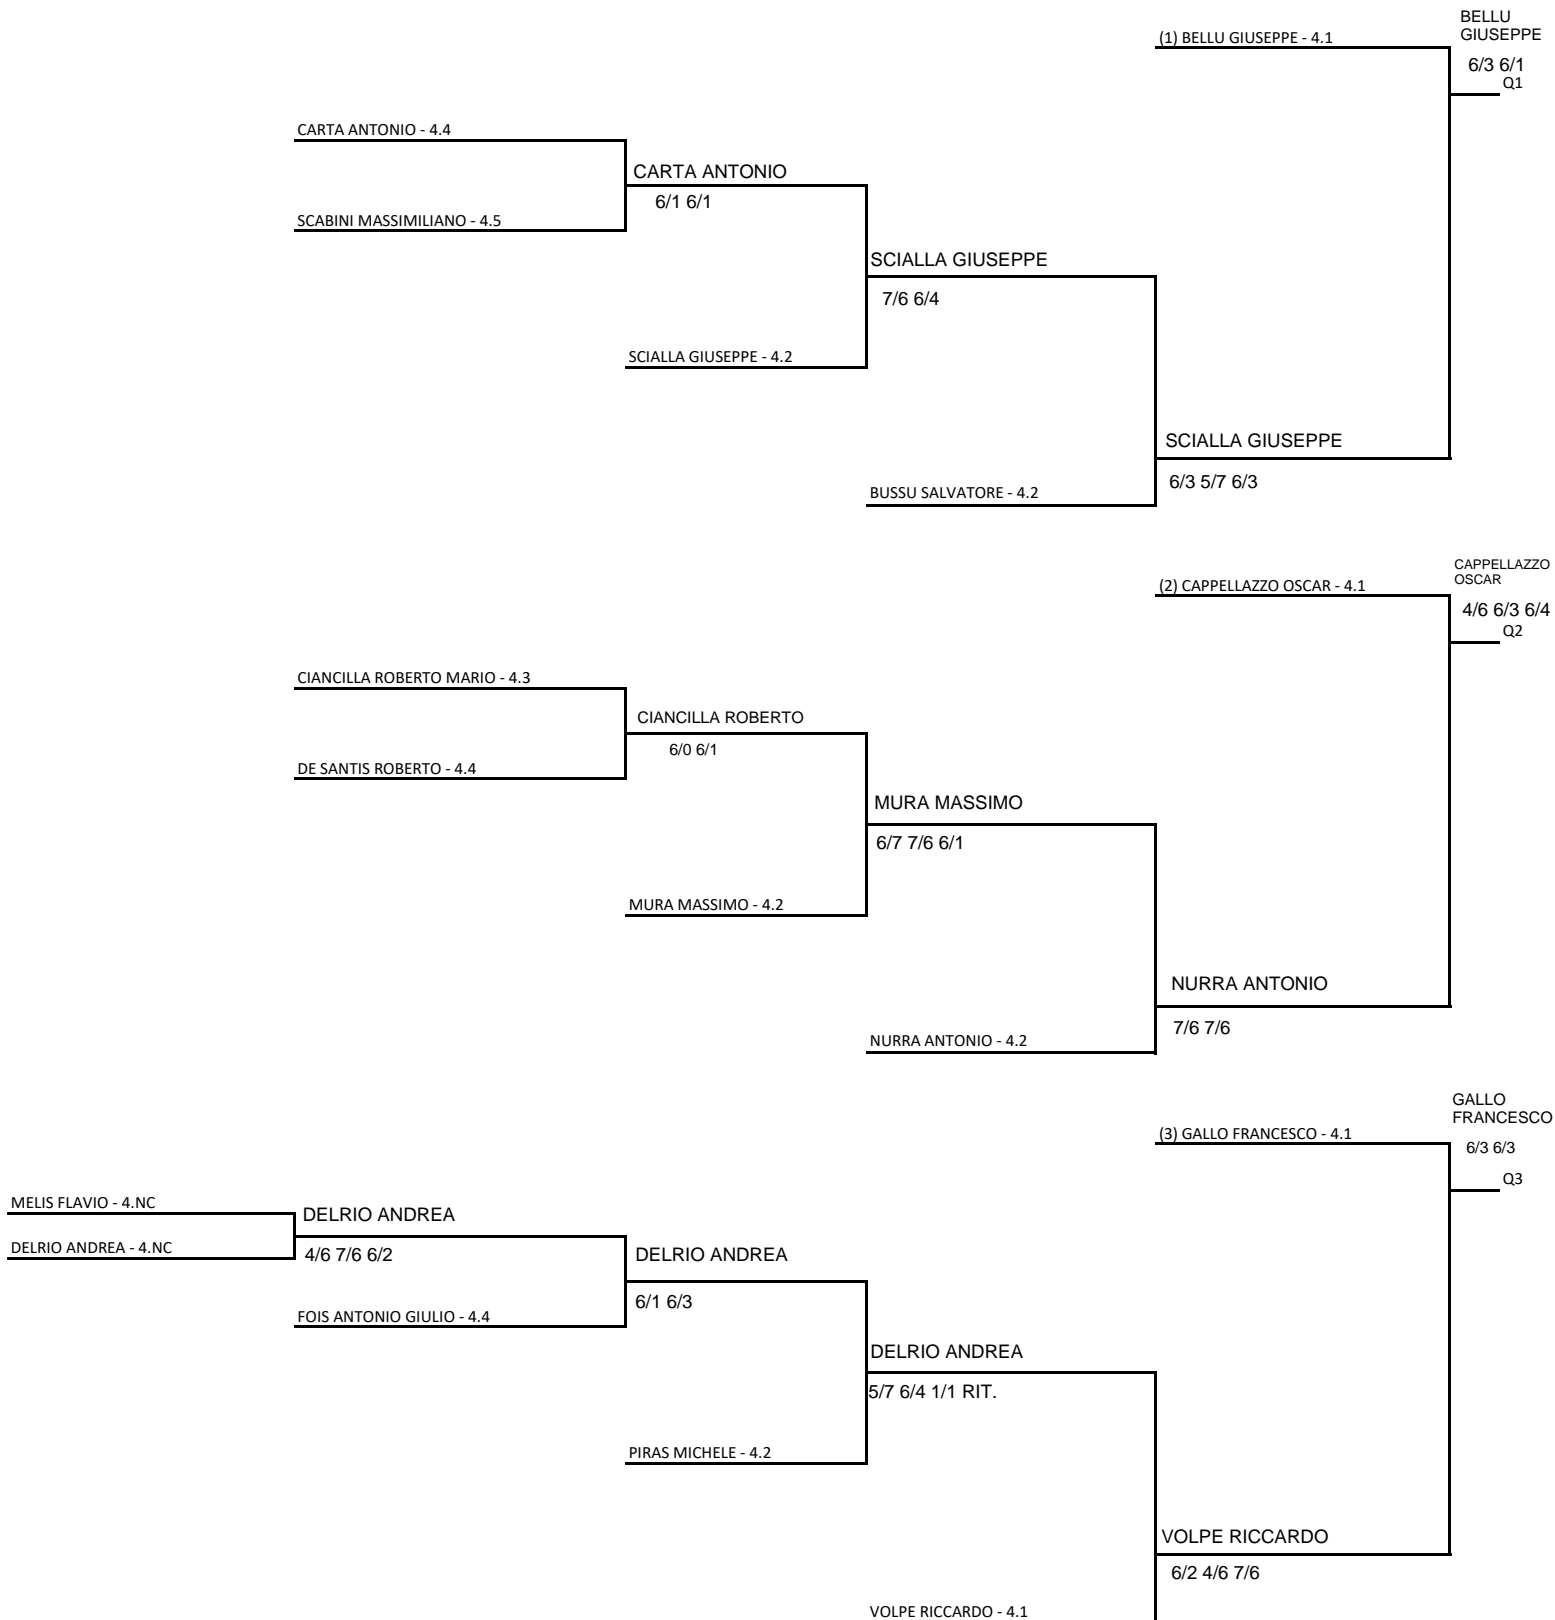 BELLU
GIUSEPPE
(1) BELLU GIUSEPPE - 4.1
6/3 6/1
Q1
CARTA ANTONIO - 4.4
CARTA ANTONIO
6/1 6/1
SCABINI MASSIMILIANO - 4.5
SCIALLA GIUSEPPE
7/6 6/4
SCIALLA GIUSEPPE - 4.2
SCIALLA GIUSEPPE
6/3 5/7 6/3
BUSSU SALVATORE - 4.2
CAPPELLAZZO
OSCAR
(2) CAPPELLAZZO OSCAR - 4.1
4/6 6/3 6/4
Q2
CIANCILLA ROBERTO MARIO - 4.3
CIANCILLA ROBERTO
6/0 6/1
DE SANTIS ROBERTO - 4.4
MURA MASSIMO
6/7 7/6 6/1
MURA MASSIMO - 4.2
NURRA ANTONIO
7/6 7/6
NURRA ANTONIO - 4.2
GALLO
FRANCESCO
(3) GALLO FRANCESCO - 4.1
6/3 6/3
Q3
MELIS FLAVIO - 4.NC
DELRIO ANDREA
DELRIO ANDREA - 4.NC
4/6 7/6 6/2
DELRIO ANDREA
6/1 6/3
FOIS ANTONIO GIULIO - 4.4
DELRIO ANDREA
5/7 6/4 1/1 RIT.
PIRAS MICHELE - 4.2
VOLPE RICCARDO
6/2 4/6 7/6
VOLPE RICCARDO - 4.1